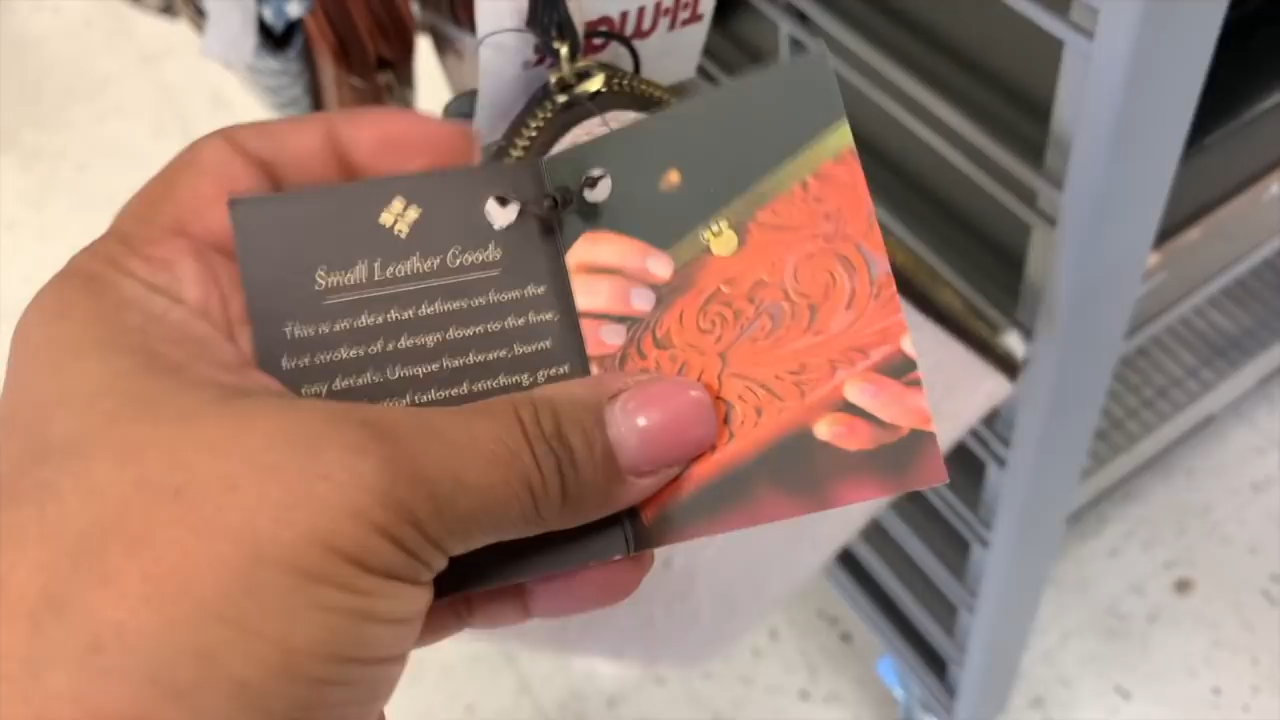 T·J·ma
Small Leather Goods
This is an idea that defines us from the
first strokes of a design down to the fine,
tiny details. Unique hardware, burnt
tailored stitching, great